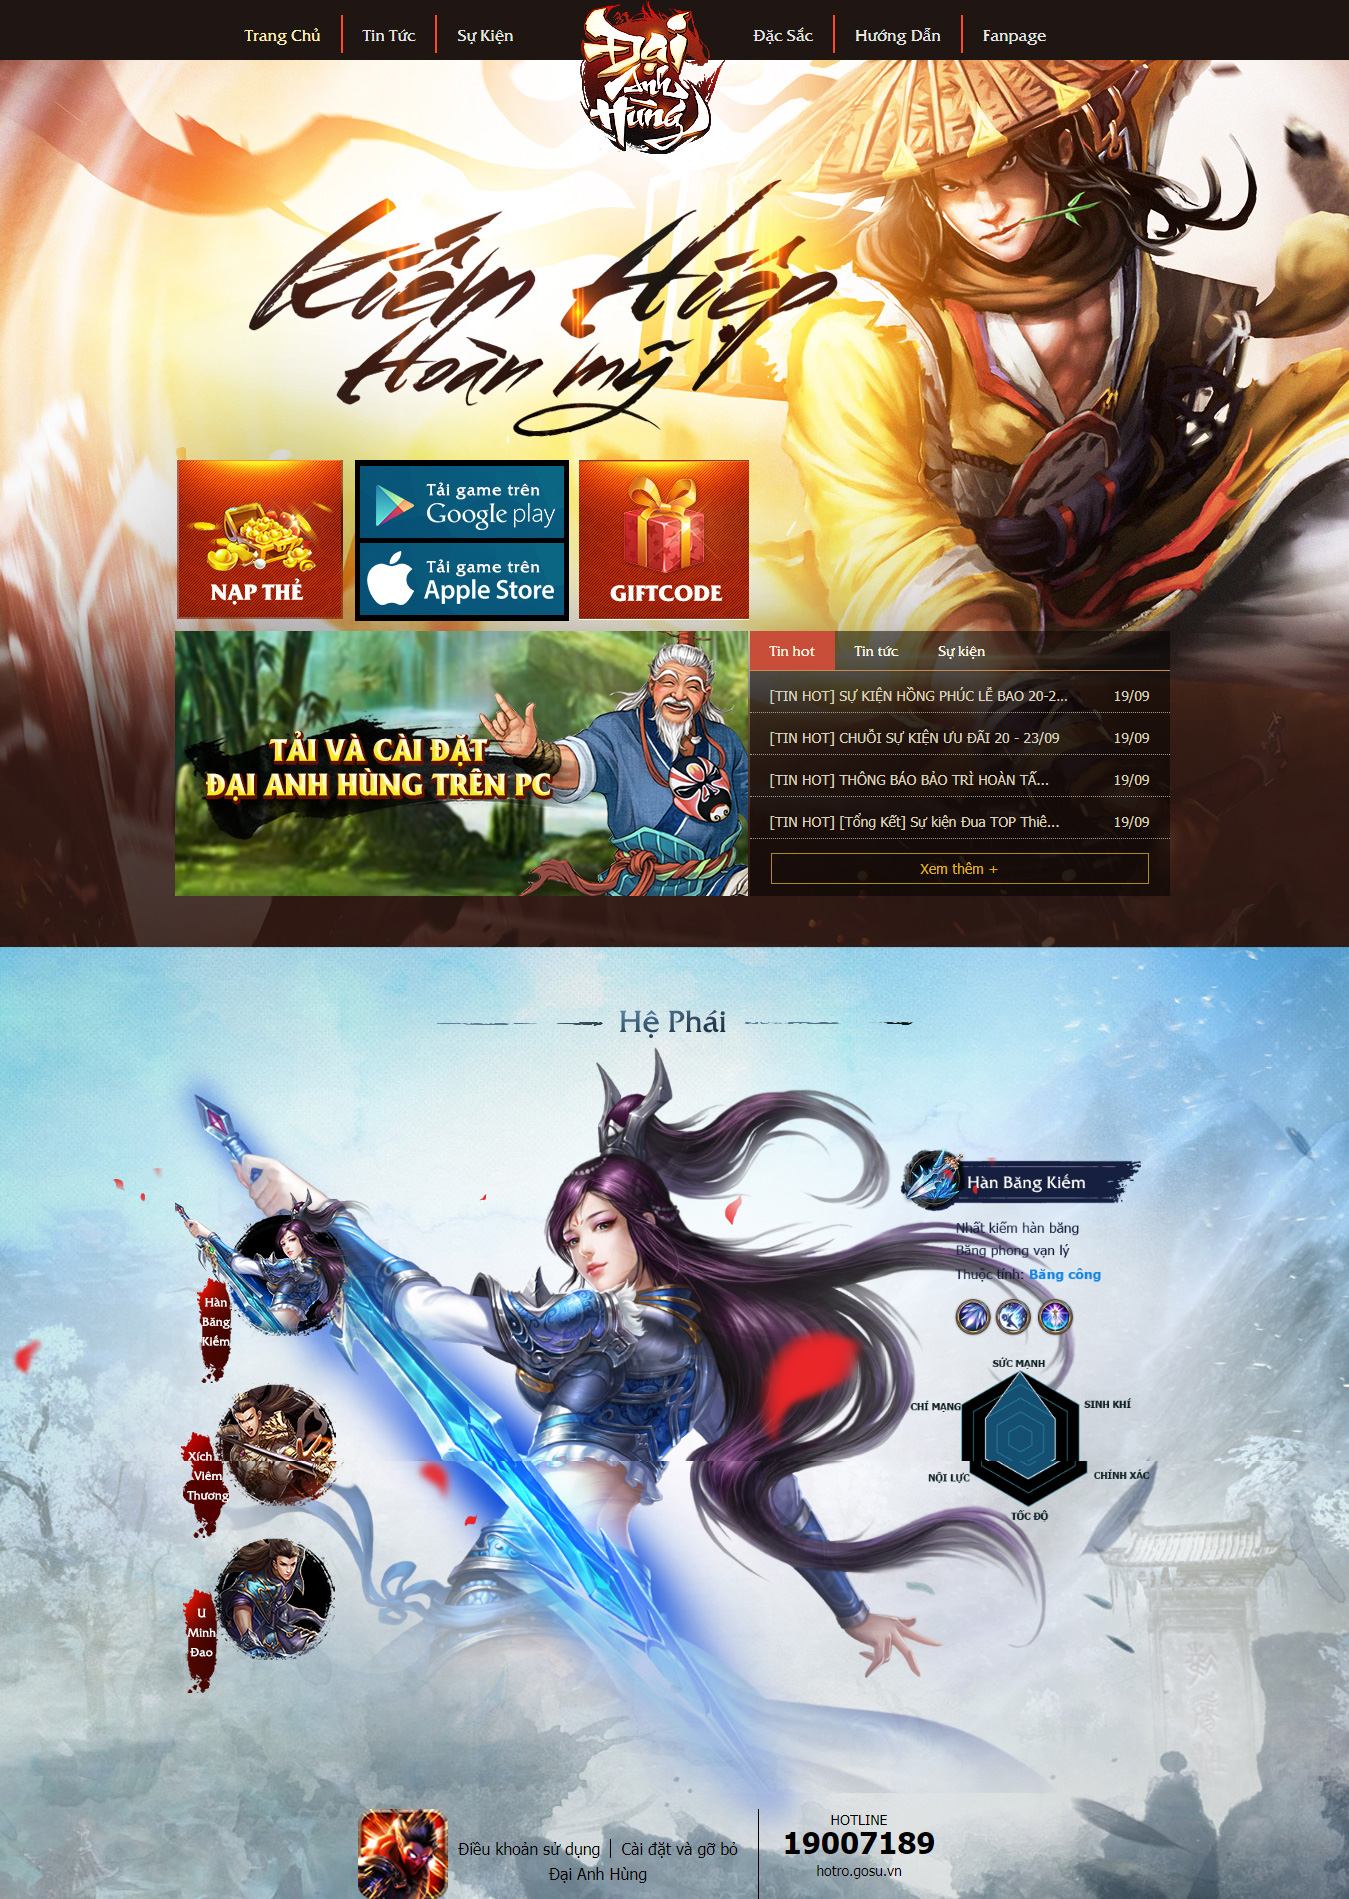 Trang Chủ
Tin Tức
Sự Kiện
Đại
Anh
Hùng
Đặc Sắc
Hướng Dẫn
Fanpage
Kiếm Hiệp
Hoàn mỹ
NẠP THẺ
Tải game trên
Google play
Tải game trên
Apple Store
GIFTCODE
TẢI VÀ CÀI ĐẶT
ĐẠI ANH HÙNG TRÊN PC
Tin hot
Tin tức
Sự kiện
[TIN HOT] SỰ KIỆN HỒNG PHÚC LỄ BAO 20-2... 19/09
[TIN HOT] CHUỖI SỰ KIỆN ƯU ĐÃI 20 - 23/09 19/09
[TIN HOT] THÔNG BÁO BẢO TRÌ HOÀN TẤ... 19/09
[TIN HOT] [Tổng Kết] Sự kiện Đua TOP Thiê... 19/09
Xem thêm +
Hệ Phái
Hàn Băng Kiếm
Nhất kiếm hàn băng
Băng phong vạn lý
Thuộc tính: Băng công
Hàn
Băng
Kiếm
SỨC MẠNH
CHÍ MẠNG
SINH KHÍ
NỘI LỰC
CHÍNH XÁC
TỐC ĐỘ
Xích
Viêm
Thương
U
Minh
Đao
Điều khoản sử dụng
Cài đặt và gỡ bỏ
Đại Anh Hùng
HOTLINE
19007189
hotro.gosu.vn